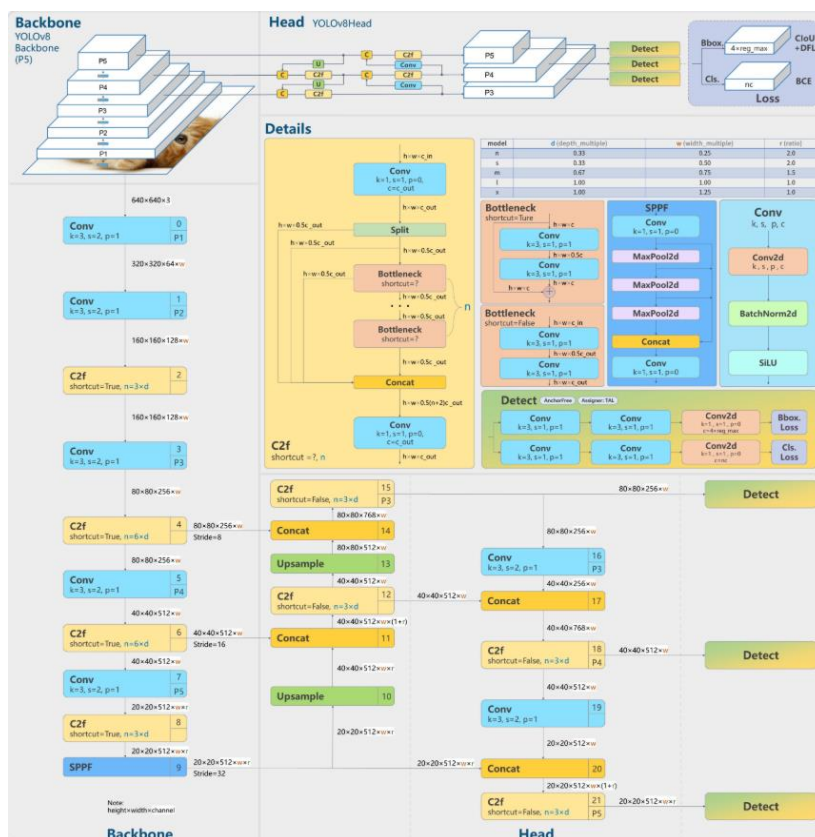 Backbone
YOLOv8
Backbone
(P5)
P5
P4
P3
P2
P1
Head YOLOv8Head
C
C2f
U
Conv
C
C2f
C
C2f
U
Conv
C
C2f
P5
P4
P3
Detect
Detect
Detect
Bbox.
4×reg_max
CIoU
+DFL
Cls.
nc
BCE
Loss
Details
h=w=c_in
Conv
k=1, s=1, p=0,
c=c_out
h=w=c_out
h=w=0.5c_out
Split
h=w=0.5c_out
h=w=0.5c_out
h=w=0.5c_out
Bottleneck
shortcut=?
h=w=0.5c_out
• • •
h=w=0.5c_out
n
Bottleneck
shortcut=?
h=w=0.5c_out
Concat
h=w=0.5(n+2)c_out
Conv
k=1, s=1, p=0,
c=c_out
C2f
shortcut =?, n
h=w=c_out
model d (depth_multiple) w (width_multiple) r (ratio)
n 0.33 0.25 2.0
s 0.33 0.50 2.0
m 0.67 0.75 1.5
l 1.00 1.00 1.0
x 1.00 1.25 1.0
Bottleneck
shortcut=Ture
h=w=c
Conv
k=3, s=1, p=1
h=w=0.5c
Conv
k=3, s=1, p=1
h=w=c
h=w=c
Bottleneck
shortcut=False
h=w=c_in
Conv
k=3, s=1, p=1
h=w=0.5c_out
Conv
k=3, s=1, p=1
h=w=c_out
SPPF
Conv
k=1, s=1, p=0
MaxPool2d
MaxPool2d
MaxPool2d
Concat
Conv
k=1, s=1, p=0
Conv
k, s, p, c
Conv2d
k, s, p, c
BatchNorm2d
SiLU
Detect AnchorFree Assigner: TAL
Conv
k=3, s=1, p=1
Conv
k=3, s=1, p=1
Conv2d
k=1, s=1, p=0
c=4×reg_max
Bbox.
Loss
Conv
k=3, s=1, p=1
Conv
k=3, s=1, p=1
Conv2d
k=1, s=1, p=0
c=nc
Cls.
Loss
640×640×3
Conv 0
k=3, s=2, p=1 P1
320×320×64×w
Conv 1
k=3, s=2, p=1 P2
160×160×128×w
C2f 2
shortcut=True, n=3×d
160×160×128×w
Conv 3
k=3, s=2, p=1 P3
80×80×256×w
C2f 4
shortcut=True, n=6×d
80×80×256×w
Stride=8
80×80×256×w
Conv 5
k=3, s=2, p=1 P4
40×40×512×w
C2f 6
shortcut=True, n=6×d
40×40×512×w
Stride=16
40×40×512×w
Conv 7
k=3, s=2, p=1 P5
20×20×512×w×r
C2f 8
shortcut=True, n=3×d
20×20×512×w×r
SPPF 9
20×20×512×w×r
Stride=32
Note:
height×width×channel
Backbone
C2f 15
shortcut=False, n=3×d P3
80×80×768×w
Concat 14
80×80×512×w
Upsample 13
40×40×512×w
C2f 12
shortcut=False, n=3×d
40×40×512×w
40×40×512×w×(1+r)
Concat 11
40×40×512×w×r
Upsample 10
20×20×512×w×r
80×80×256×w
Detect
80×80×256×w
Conv 16
k=3, s=2, p=1 P3
40×40×256×w
Concat 17
40×40×768×w
C2f 18
shortcut=False, n=3×d P4
40×40×512×w
Detect
40×40×512×w
Conv 19
k=3, s=2, p=1
20×20×512×w
20×20×512×w×r
Concat 20
20×20×512×w×(1+r)
C2f 21
shortcut=False, n=3×d P5
20×20×512×w×r
Detect
Head